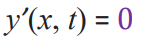 y′(x, t) = 0